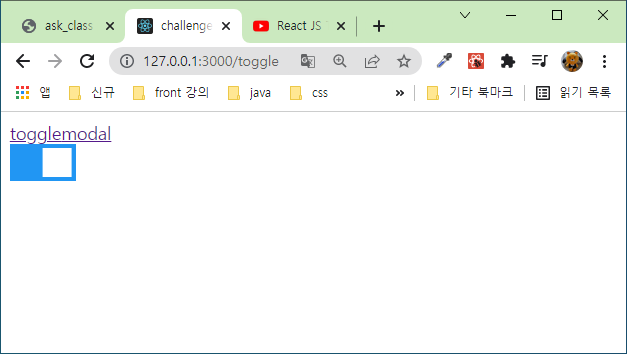 ask_class
challenge
React JS
127.0.0.1:3000/toggle
앱 신규 front 강의 java css » 기타 북마크 읽기 목록
togglemodal